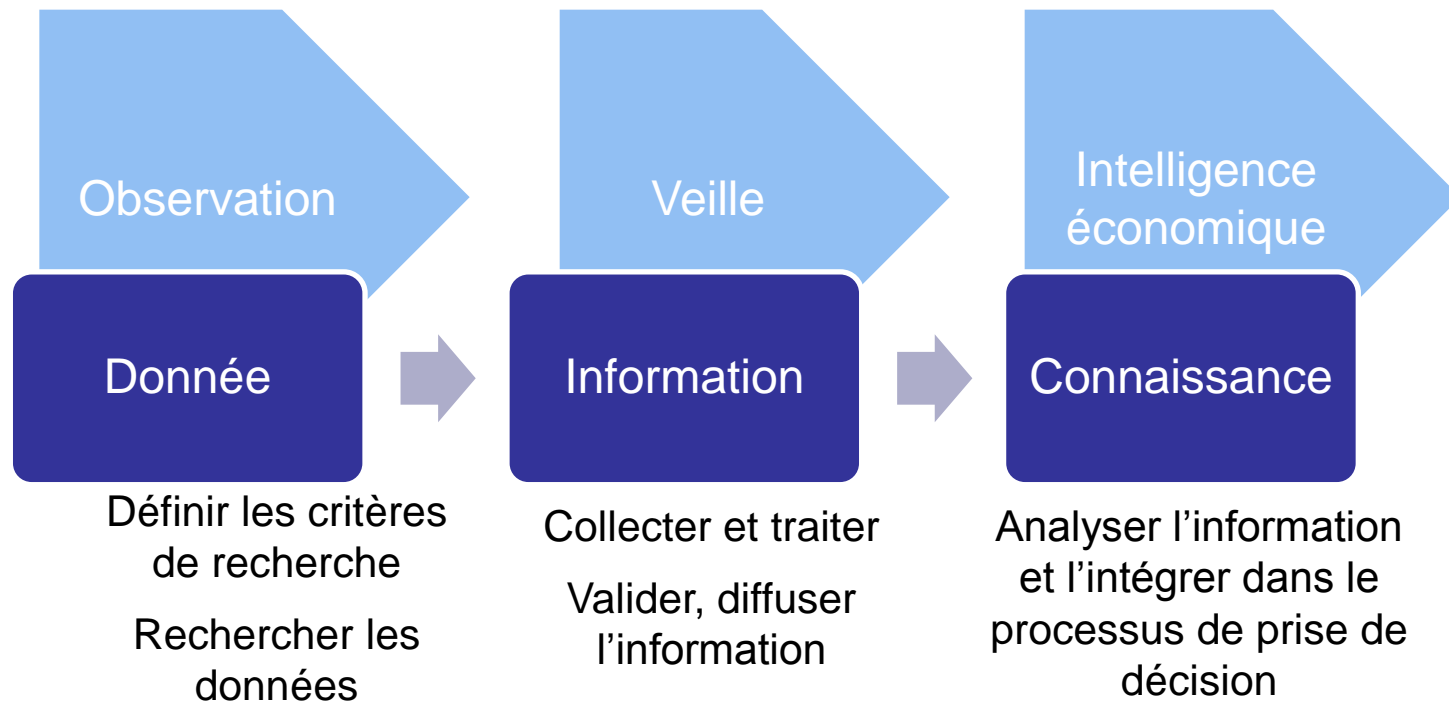 Observation
Veille
Intelligence
économique
Donnée
Information
Connaissance
Définir les critères
de recherche
Rechercher les
données
Collecter et traiter
Valider, diffuser
l’information
Analyser l’information
et l’intégrer dans le
processus de prise de
décision